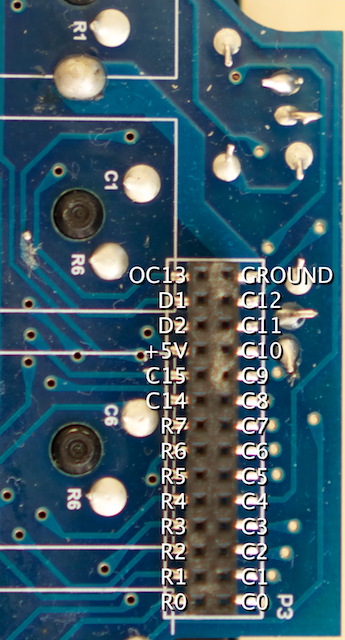 R1
C1
R6
OC13 GROUND
D1 C12
D2 C11
+5V C10
C15 C9
C14 C8
R7 C7
C6
R6 C6
R5 C5
R6
R4 C4
R3 C3
R2 C2
R1 C1
R0 C0
P3